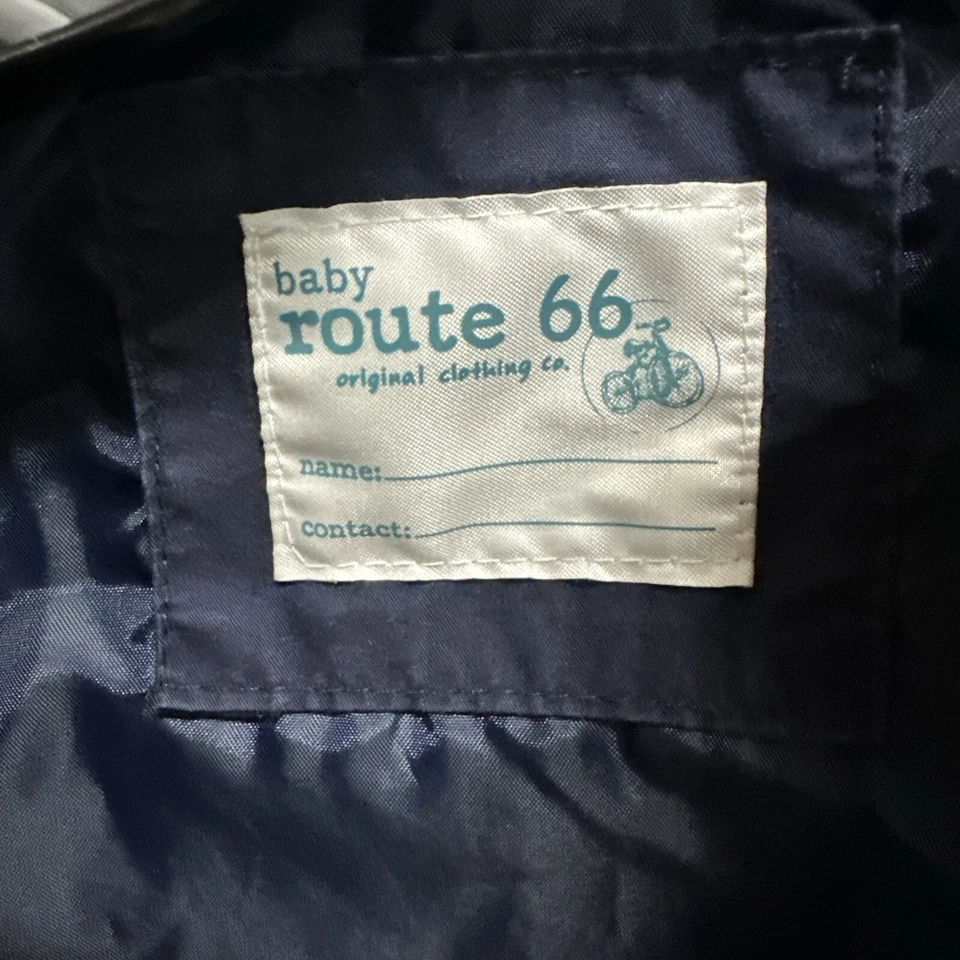 baby
route 66
original clothing co.
name:
contact: